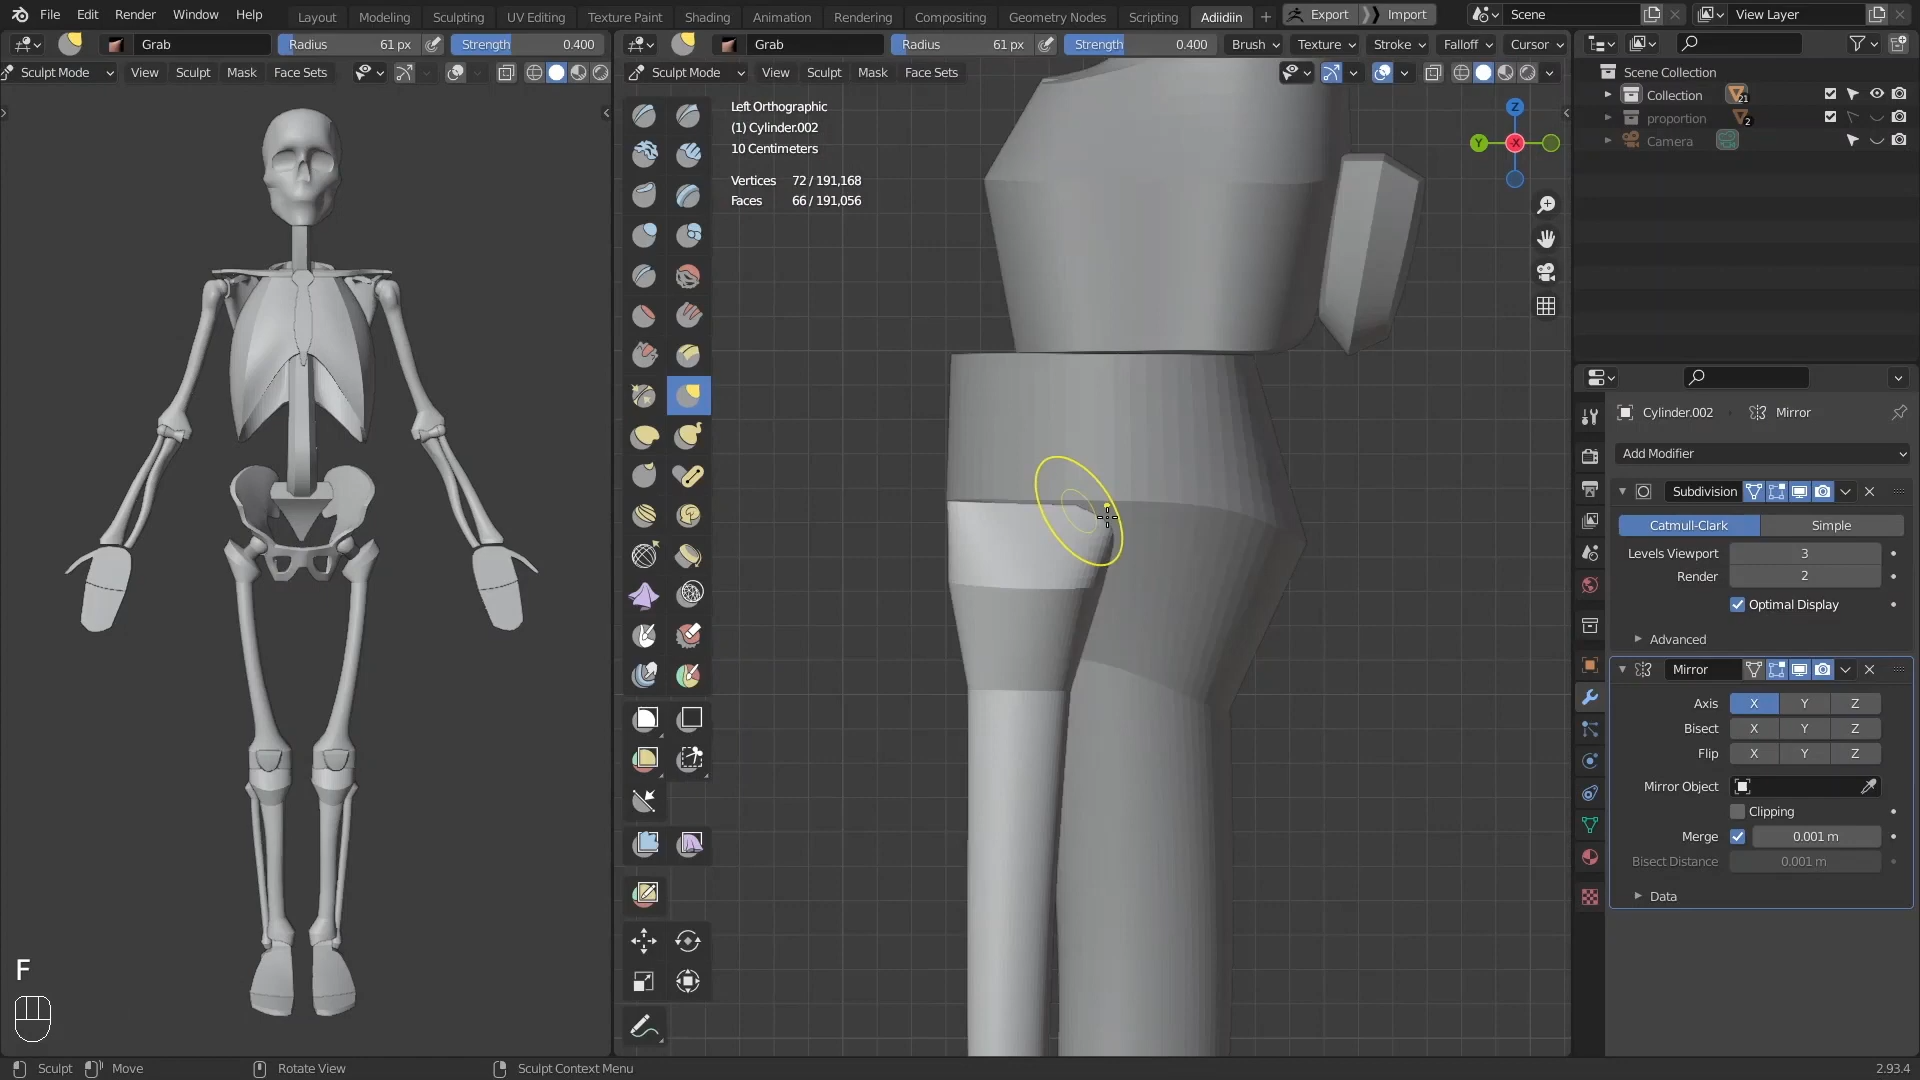 File Edit Render Window Help Layout Modeling Sculpting UV Editing Texture Paint Shading Animation Rendering Compositing Geometry Nodes Scripting Adiidiin + Export Import Scene View Layer
Grab Radius 61 px Strength 0.400 Grab Radius 61 px Strength 0.400 Brush Texture Stroke Falloff Cursor
Sculpt Mode View Sculpt Mask Face Sets Sculpt Mode View Sculpt Mask Face Sets
Scene Collection
Collection 21
proportion 2
Camera
Left Orthographic
(1) Cylinder.002
10 Centimeters
Vertices 72 / 191,168
Faces 66 / 191,056
Z
Y X
Cylinder.002 Mirror
Add Modifier
Subdivision
Catmull-Clark Simple
Levels Viewport 3
Render 2
Optimal Display
Advanced
Mirror
Axis X Y Z
Bisect X Y Z
Flip X Y Z
Mirror Object
Clipping
Merge 0.001 m
Bisect Distance 0.001 m
Data
F
Sculpt Move Rotate View Sculpt Context Menu 2.93.4